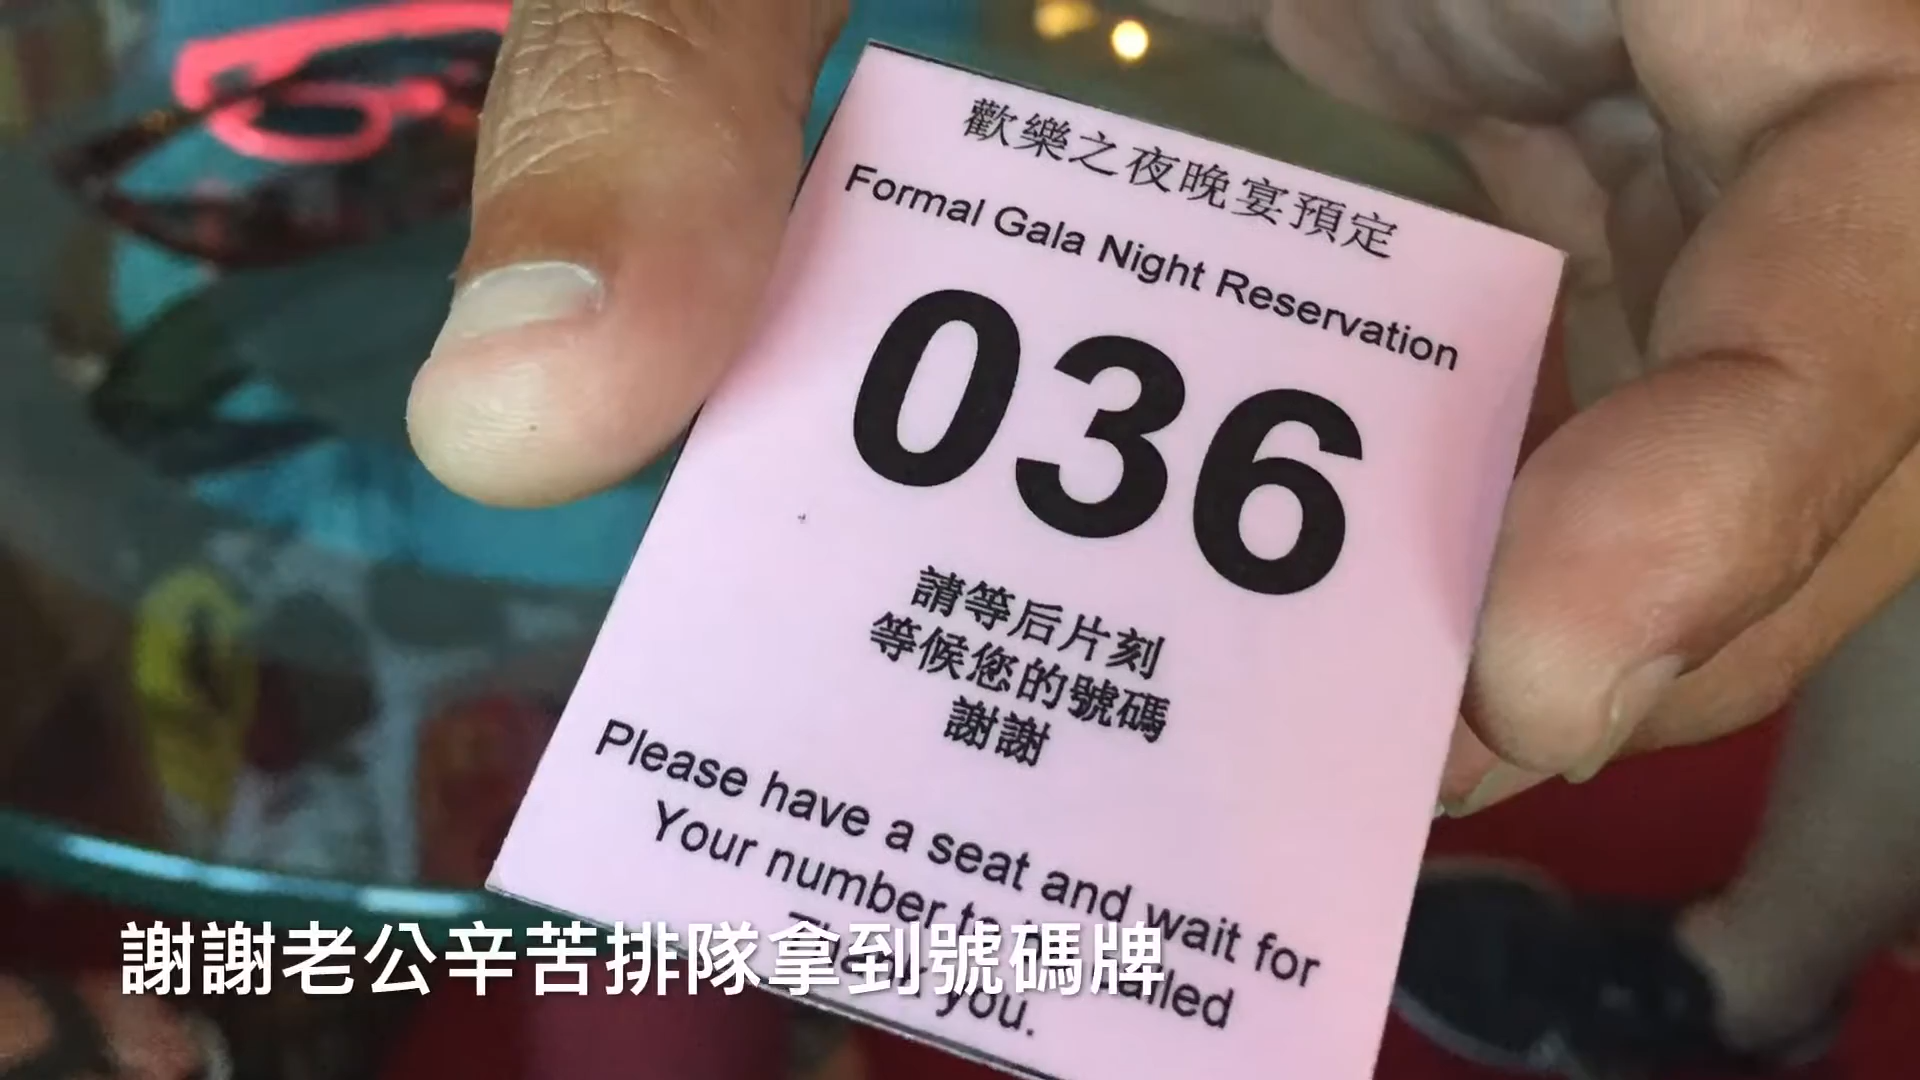 歡樂之夜晚宴預定
Formal Gala Night Reservation
036
請等后片刻
等候您的號碼
謝謝
Please have a seat and wait for
Your number to called
you.
謝謝老公辛苦排隊拿到號碼牌